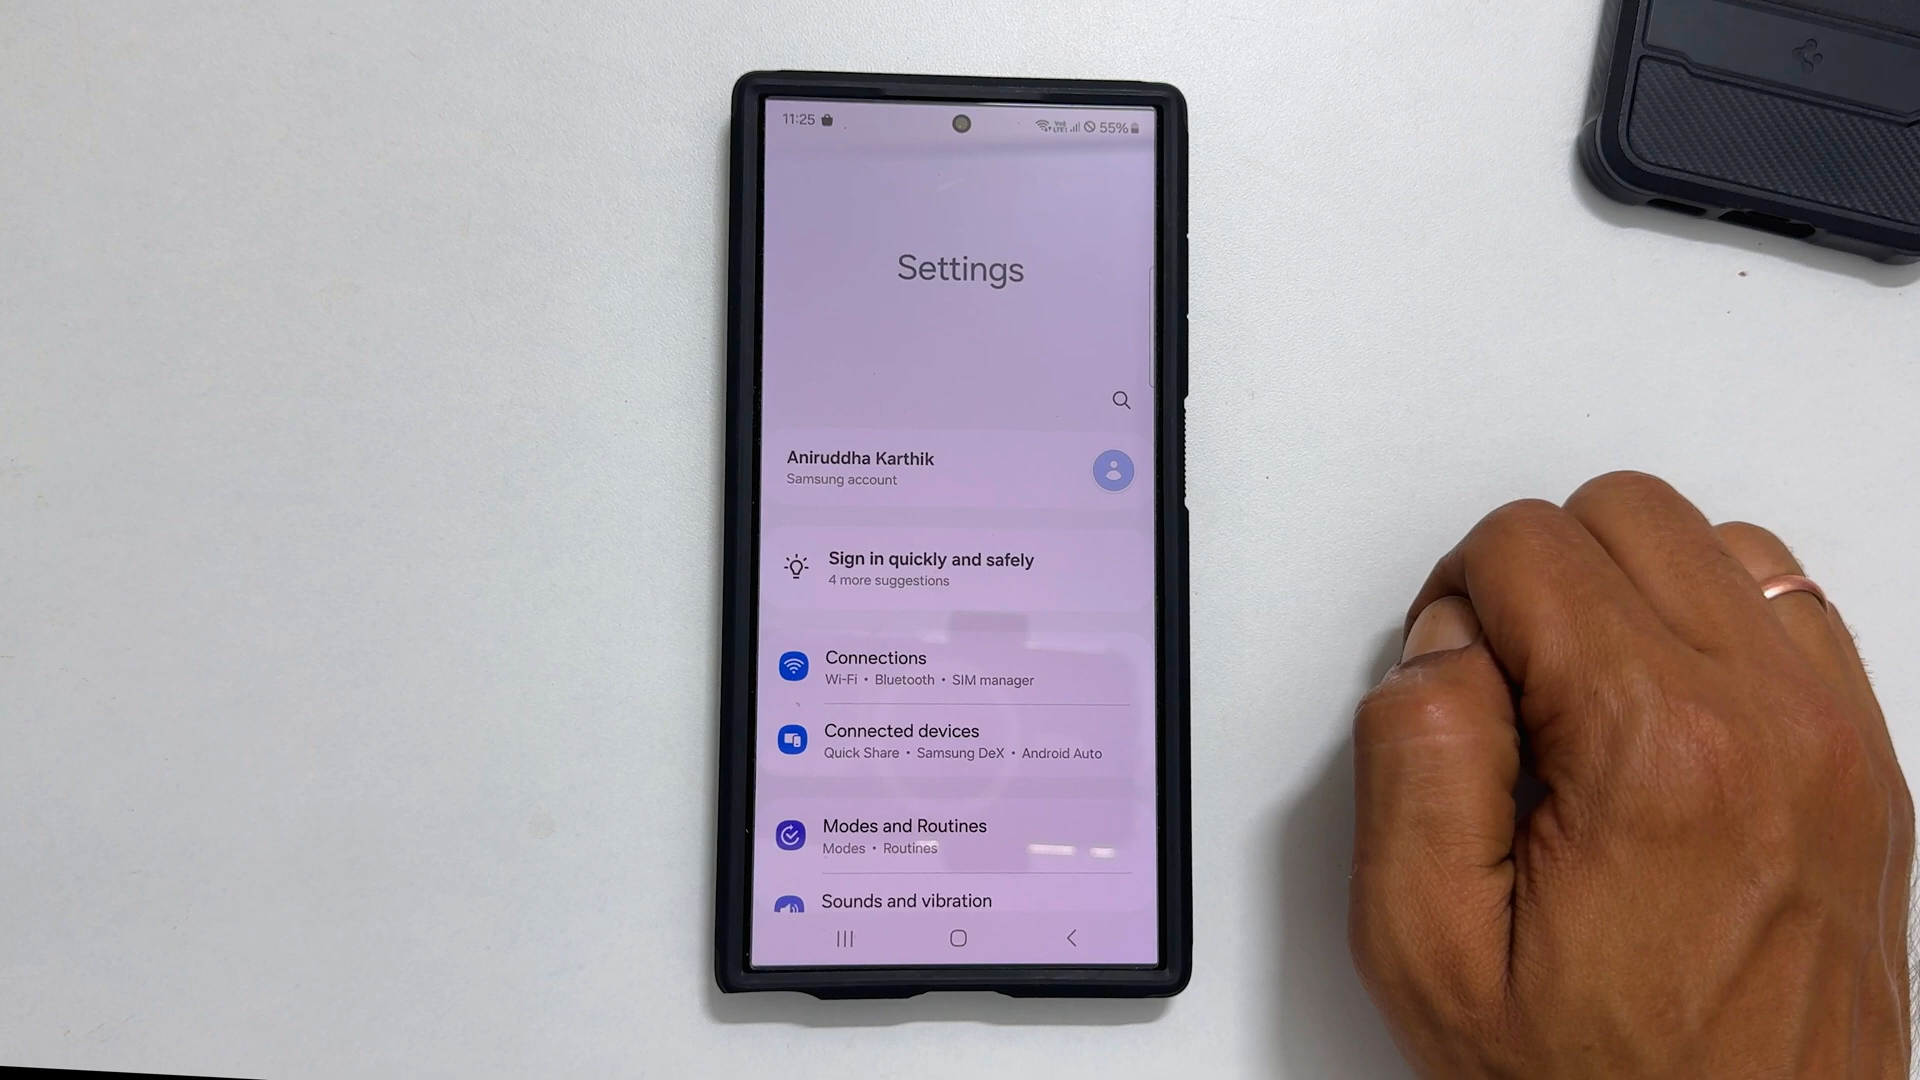 11:25
55%
Settings
Aniruddha Karthik
Samsung account
Sign in quickly and safely
4 more suggestions
Connections
Wi-Fi • Bluetooth • SIM manager
Connected devices
Quick Share • Samsung DeX • Android Auto
Modes and Routines
Modes • Routines
Sounds and vibration